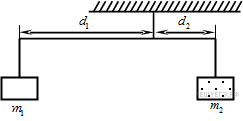 d₁ d₂
m₁ m₂